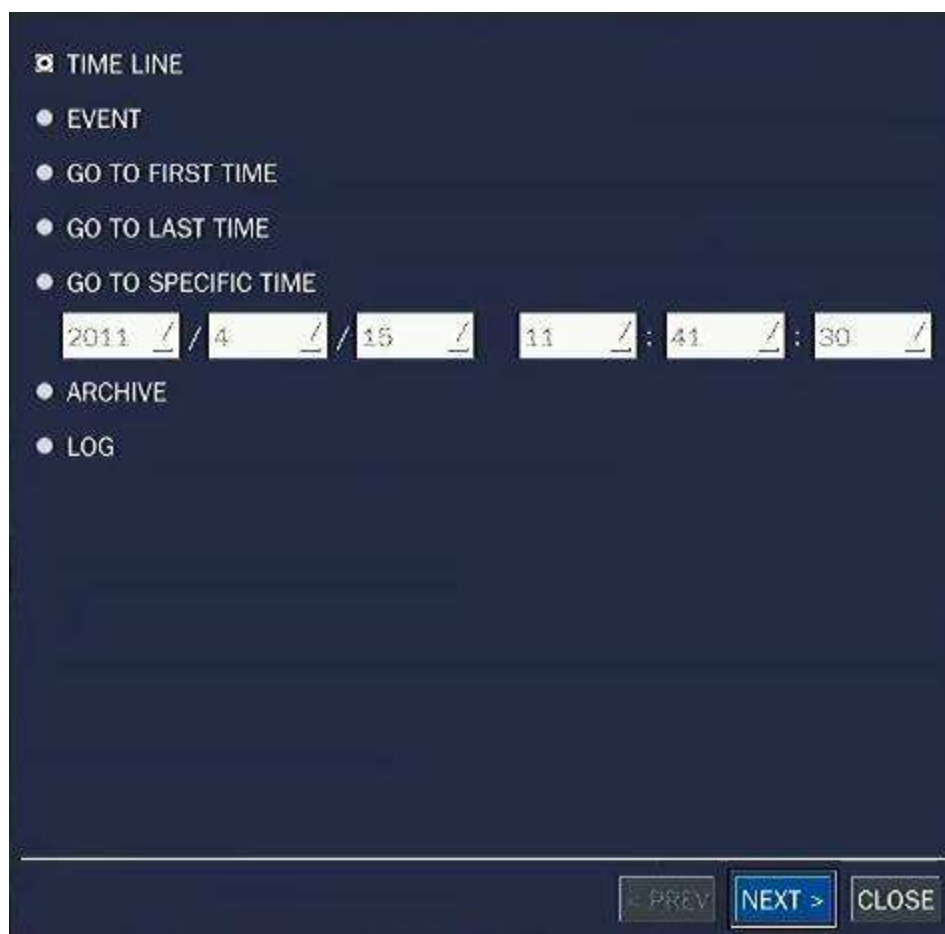 TIME LINE
EVENT
GO TO FIRST TIME
GO TO LAST TIME
GO TO SPECIFIC TIME
2011 / 4 / 15 11 : 41 : 30
ARCHIVE
LOG
< PREV NEXT > CLOSE